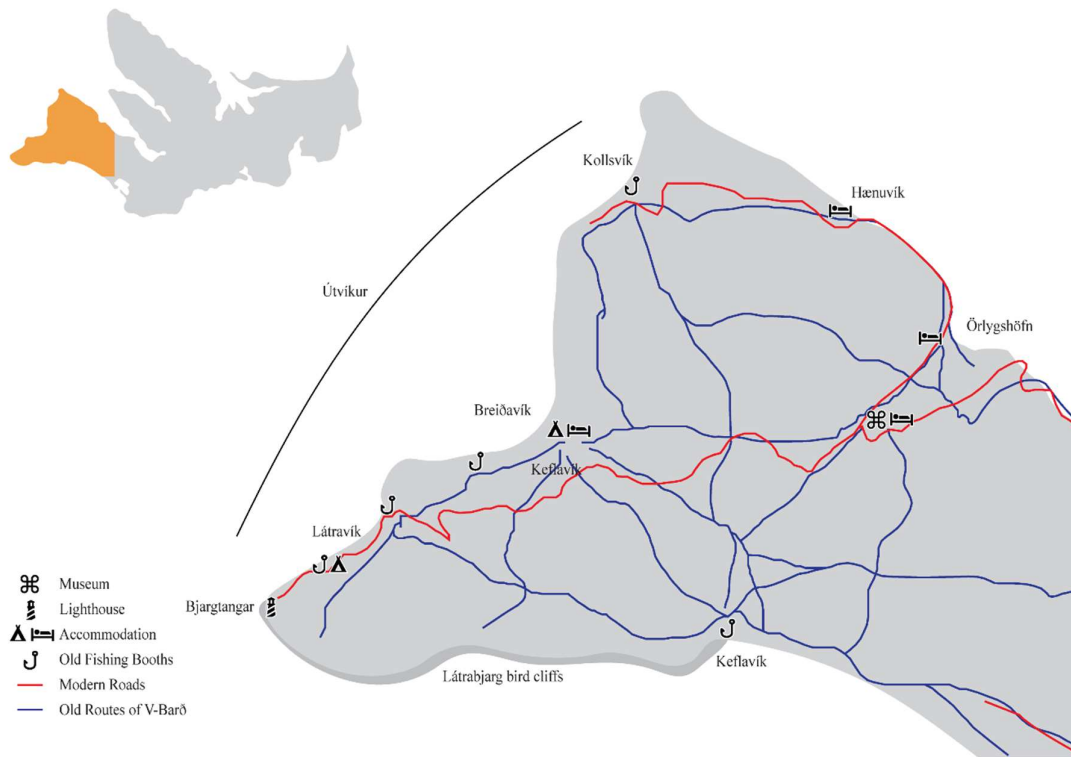 Kollsvík
Hænuvík
Útvikur
Örlygshöfn
Breiðavík
Keflavík
Látravík
Bjargtangar
Keflavík
Látrabjarg bird cliffs
Museum
Lighthouse
Accommodation
Old Fishing Booths
Modern Roads
Old Routes of V-Barð